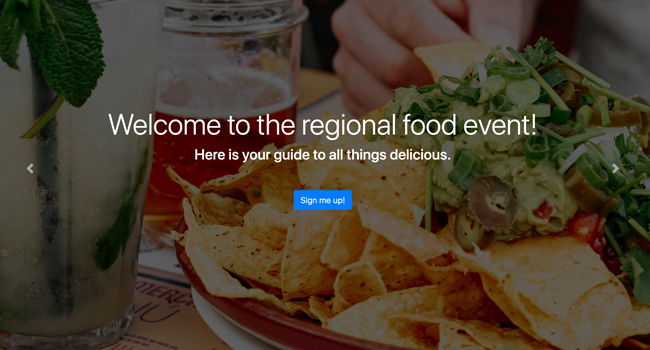 Welcome to the regional food event!
Here is your guide to all things delicious.
Sign me up!